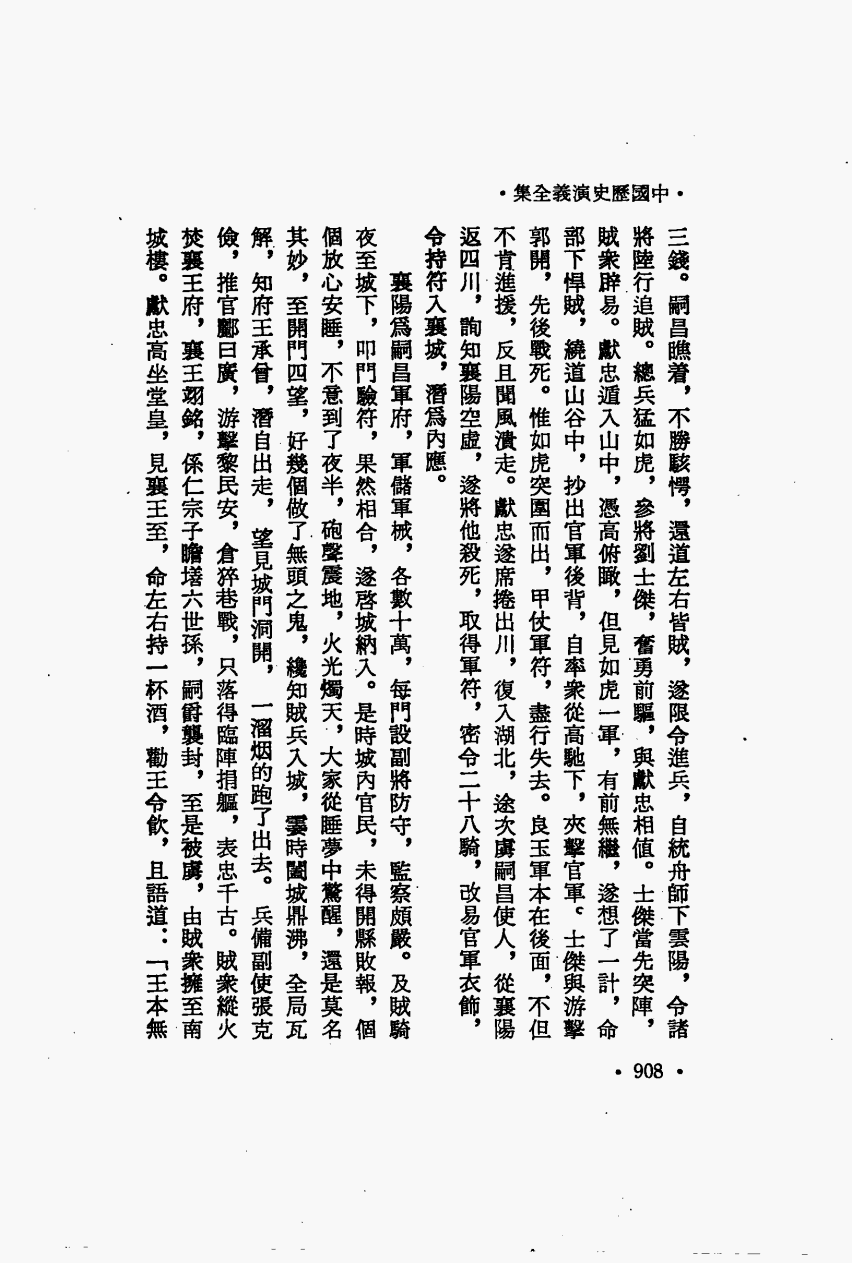 ·中國歷史演義全集·
三錢。嗣昌瞧着，不勝駭愕，還道左右皆賊，遂限令進兵，自統舟師下雲陽，令諸
將陸行追賊。總兵猛如虎，參將劉士傑，奮勇前驅，與獻忠相値。士傑當先突陣，
賊衆辟易。獻忠遁入山中，憑高俯瞰，但見如虎一軍，有前無繼，遂想了一計，命
部下悍賊，繞道山谷中，抄出官軍後背，自率衆從高馳下，夾擊官軍。士傑與游擊
郭開，先後戰死。惟如虎突圍而出，甲仗軍符，盡行失去。良玉軍本在後面，不但
不肯進援，反且聞風潰走。獻忠遂席捲出川，復入湖北，途次虜嗣昌使人，從襄陽
返四川，詢知襄陽空虛，遂將他殺死，取得軍符，密令二十八騎，改易官軍衣飾，
令持符入襄城，潛爲內應。
襄陽爲嗣昌軍府，軍儲軍械，各數十萬，每門設副將防守，監察頗嚴。及賊騎
夜至城下，叩門驗符，果然相合，遂啓城納入。是時城內官民，未得開縣敗報，個
個放心安睡，不意到了夜半，砲聲震地，火光燭天，大家從睡夢中驚醒，還是莫名
其妙，至開門四望，好幾個做了無頭之鬼，纔知賊兵入城，霎時闔城鼎沸，全局瓦
解，知府王承曾，潛自出走，望見城門洞開，一溜烟的跑了出去。兵備副使張克
儉，推官鄺曰廣，游擊黎民安，倉猝巷戰，只落得臨陣捐軀，表忠千古。賊衆縱火
焚襄王府，襄王翊銘，係仁宗子瞻墡六世孫，嗣爵襲封，至是被虜，由賊衆擁至南
城樓。獻忠高坐堂皇，見襄王至，命左右持一杯酒，勸王令飲，且語道：「王本無
·908·